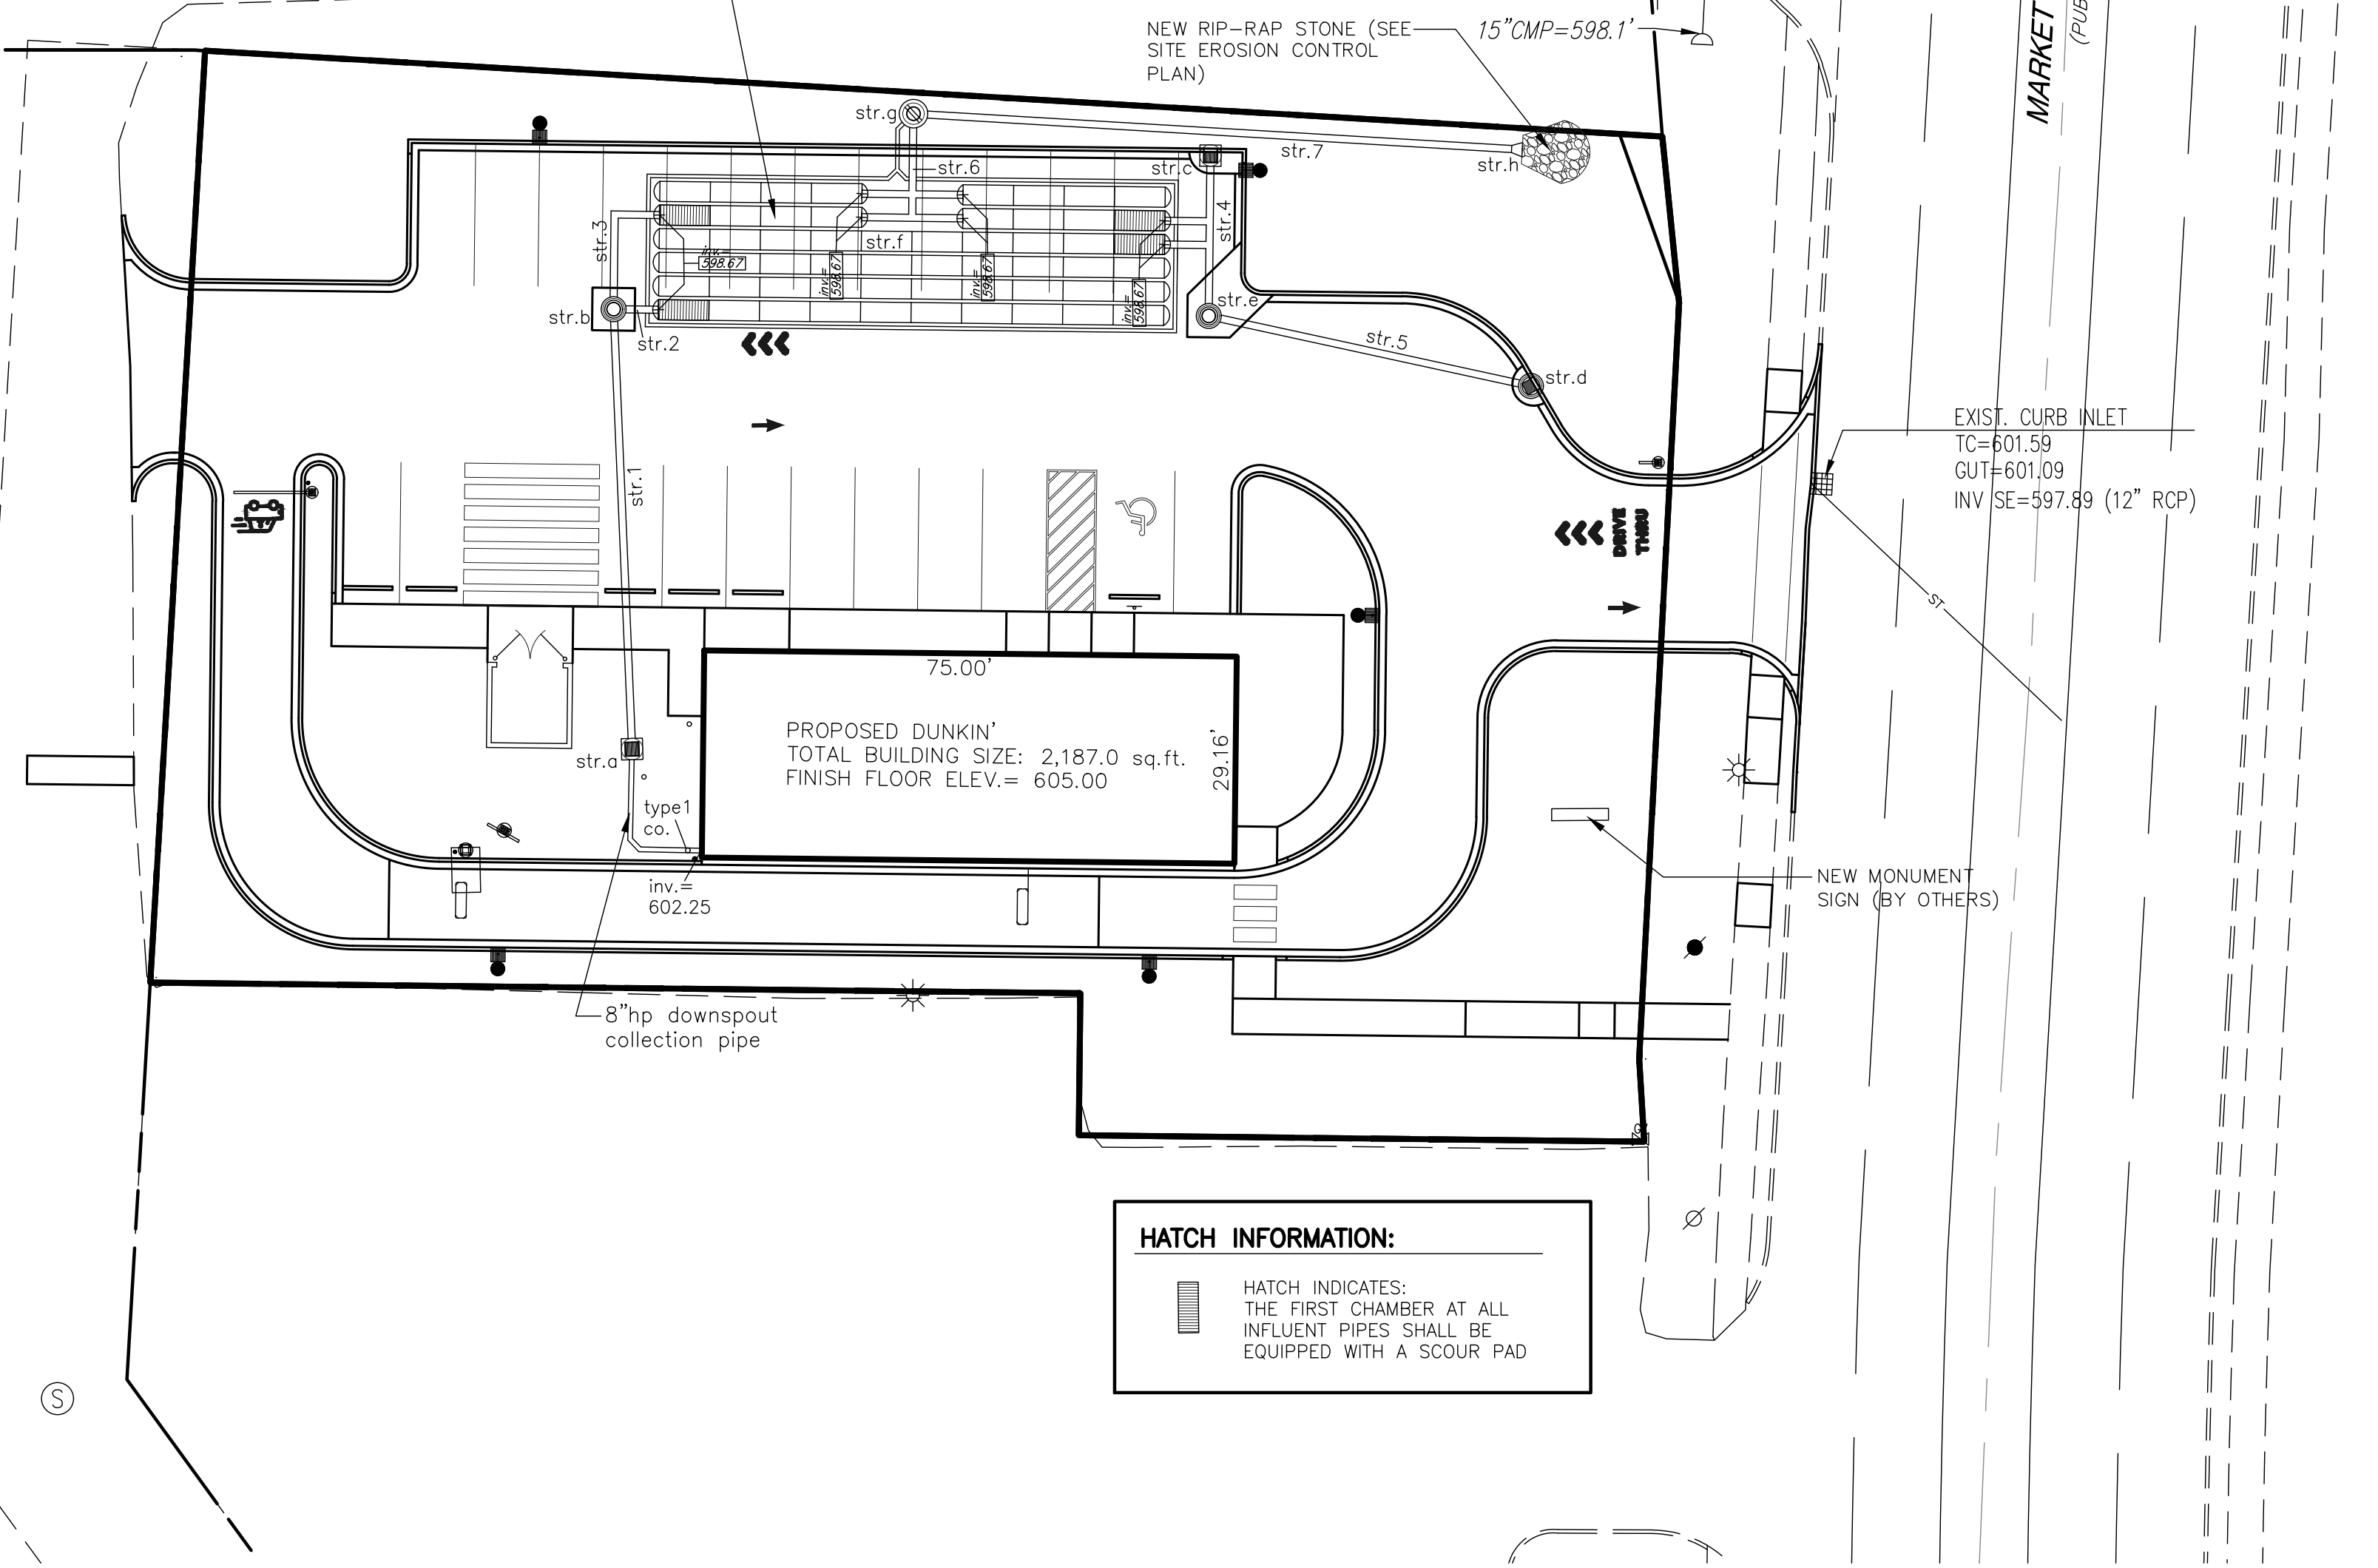 NEW RIP-RAP STONE (SEE
SITE EROSION CONTROL
PLAN)
15"CMP=598.1'
MARKET
(PUB
str.g
str.7
str.h
str.c
str.6
str.3
str.4
str.f
inv.=
598.67
inv.=
598.67
inv.=
598.67
inv.=
598.67
str.b
str.2
str.e
str.5
str.d
EXIST. CURB INLET
TC=601.59
GUT=601.09
INV SE=597.89 (12" RCP)
str.1
DRIVE
THRU
ST
75.00'
PROPOSED DUNKIN'
TOTAL BUILDING SIZE: 2,187.0 sq.ft.
FINISH FLOOR ELEV.= 605.00
29.16'
str.a
type1
co.
inv.=
602.25
NEW MONUMENT
SIGN (BY OTHERS)
8"hp downspout
collection pipe
HATCH INFORMATION:
HATCH INDICATES:
THE FIRST CHAMBER AT ALL
INFLUENT PIPES SHALL BE
EQUIPPED WITH A SCOUR PAD
S